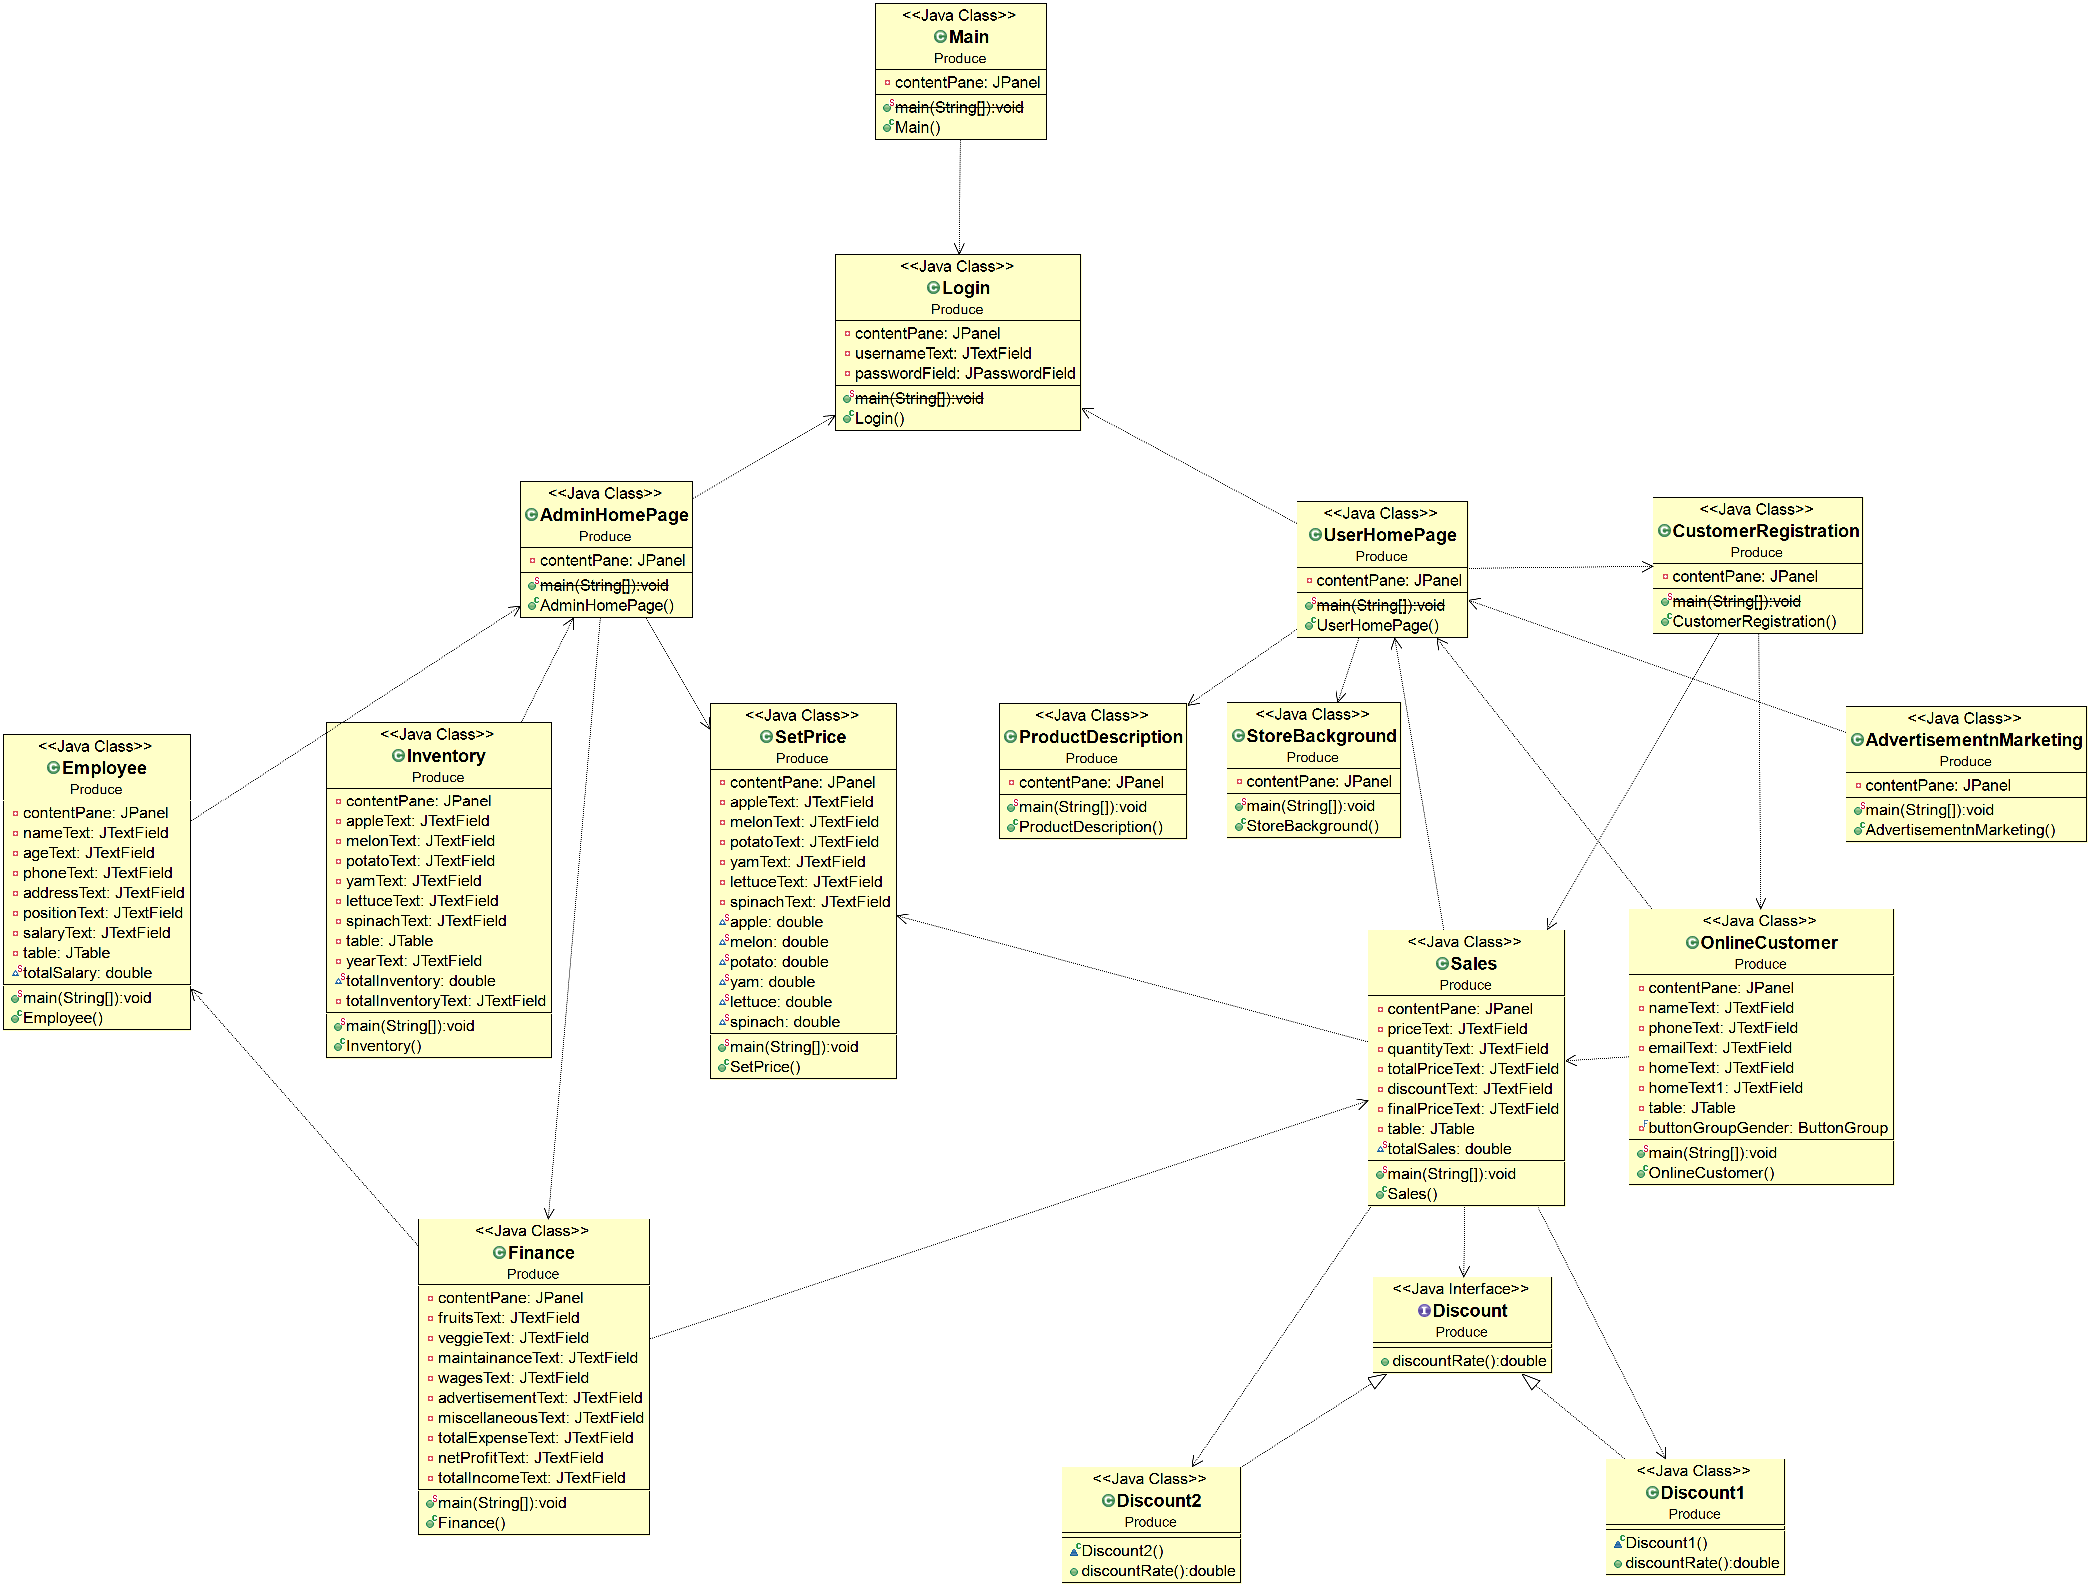 <<Java Class>>
Main
Produce
contentPane: JPanel
main(String[]):void
Main()
<<Java Class>>
Login
Produce
contentPane: JPanel
usernameText: JTextField
passwordField: JPasswordField
main(String[]):void
Login()
<<Java Class>>
AdminHomePage
Produce
contentPane: JPanel
main(String[]):void
AdminHomePage()
<<Java Class>>
UserHomePage
Produce
contentPane: JPanel
main(String[]):void
UserHomePage()
<<Java Class>>
CustomerRegistration
Produce
contentPane: JPanel
main(String[]):void
CustomerRegistration()
<<Java Class>>
Employee
Produce
contentPane: JPanel
nameText: JTextField
ageText: JTextField
phoneText: JTextField
addressText: JTextField
positionText: JTextField
salaryText: JTextField
table: JTable
totalSalary: double
main(String[]):void
Employee()
<<Java Class>>
Inventory
Produce
contentPane: JPanel
appleText: JTextField
melonText: JTextField
potatoText: JTextField
yamText: JTextField
lettuceText: JTextField
spinachText: JTextField
table: JTable
yearText: JTextField
totalInventory: double
totalInventoryText: JTextField
main(String[]):void
Inventory()
<<Java Class>>
SetPrice
Produce
contentPane: JPanel
appleText: JTextField
melonText: JTextField
potatoText: JTextField
yamText: JTextField
lettuceText: JTextField
spinachText: JTextField
apple: double
melon: double
potato: double
yam: double
lettuce: double
spinach: double
main(String[]):void
SetPrice()
<<Java Class>>
ProductDescription
Produce
contentPane: JPanel
main(String[]):void
ProductDescription()
<<Java Class>>
StoreBackground
Produce
contentPane: JPanel
main(String[]):void
StoreBackground()
<<Java Class>>
AdvertisementnMarketing
Produce
contentPane: JPanel
main(String[]):void
AdvertisementnMarketing()
<<Java Class>>
Sales
Produce
contentPane: JPanel
priceText: JTextField
quantityText: JTextField
totalPriceText: JTextField
discountText: JTextField
finalPriceText: JTextField
table: JTable
totalSales: double
main(String[]):void
Sales()
<<Java Class>>
OnlineCustomer
Produce
contentPane: JPanel
nameText: JTextField
phoneText: JTextField
emailText: JTextField
homeText: JTextField
homeText1: JTextField
table: JTable
buttonGroupGender: ButtonGroup
main(String[]):void
OnlineCustomer()
<<Java Class>>
Finance
Produce
contentPane: JPanel
fruitsText: JTextField
veggieText: JTextField
maintainanceText: JTextField
wagesText: JTextField
advertisementText: JTextField
miscellaneousText: JTextField
totalExpenseText: JTextField
netProfitText: JTextField
totalIncomeText: JTextField
main(String[]):void
Finance()
<<Java Interface>>
Discount
Produce
discountRate():double
<<Java Class>>
Discount2
Produce
Discount2()
discountRate():double
<<Java Class>>
Discount1
Produce
Discount1()
discountRate():double